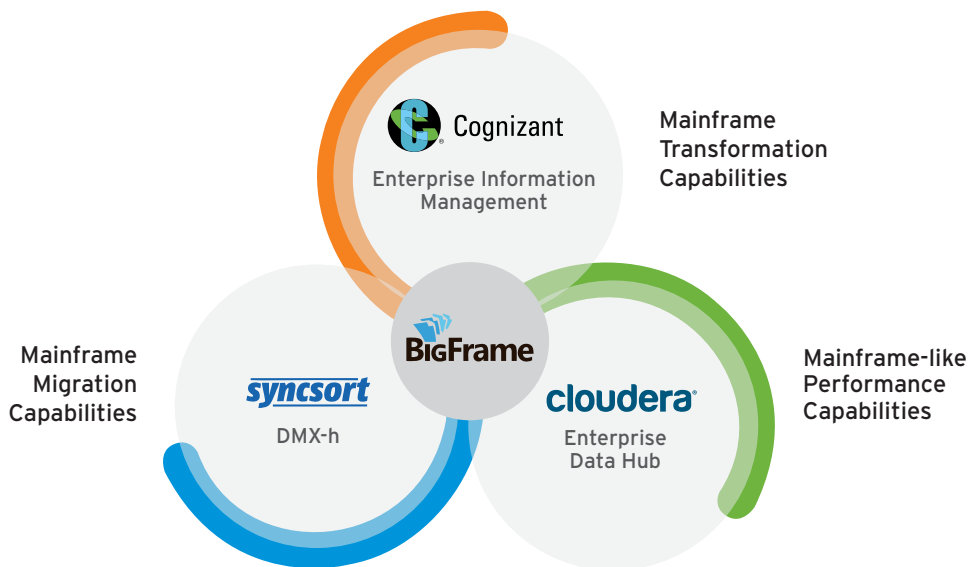 Cognizant
Enterprise Information
Management
Mainframe
Transformation
Capabilities
BIGFRAME
Mainframe
Migration
Capabilities
syncsort
DMX-h
cloudera®
Enterprise
Data Hub
Mainframe-like
Performance
Capabilities